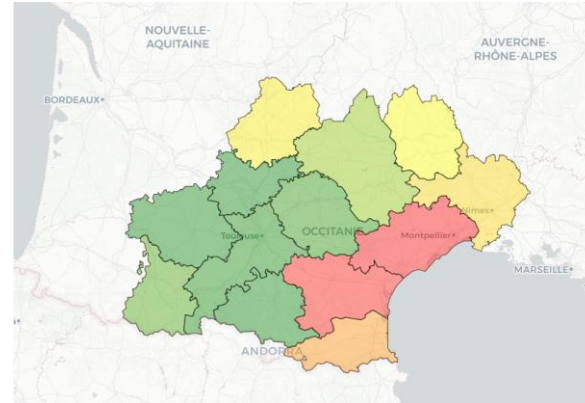 NOUVELLE-
AQUITAINE
AUVERGNE-
RHÔNE-ALPES
BORDEAUX
Nîmes
Toulouse
OCCITANIE
Montpellier
MARSEILLE
ANDORRA